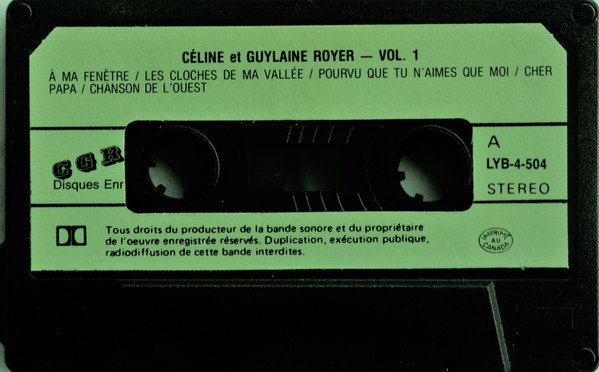 CÉLINE et GUYLAINE ROYER — VOL. 1
À MA FENÊTRE / LES CLOCHES DE MA VALLÉE / POURVU QUE TU N'AIMES QUE MOI / CHER
PAPA / CHANSON DE L'OUEST
CGR
Disques Enr
A
LYB-4-504
STEREO
Tous droits du producteur de la bande sonore et du propriétaire
de l'oeuvre enregistrée réservés. Duplication, exécution publique,
radiodiffusion de cette bande interdites.
IMPRIMÉ
AU
CANADA